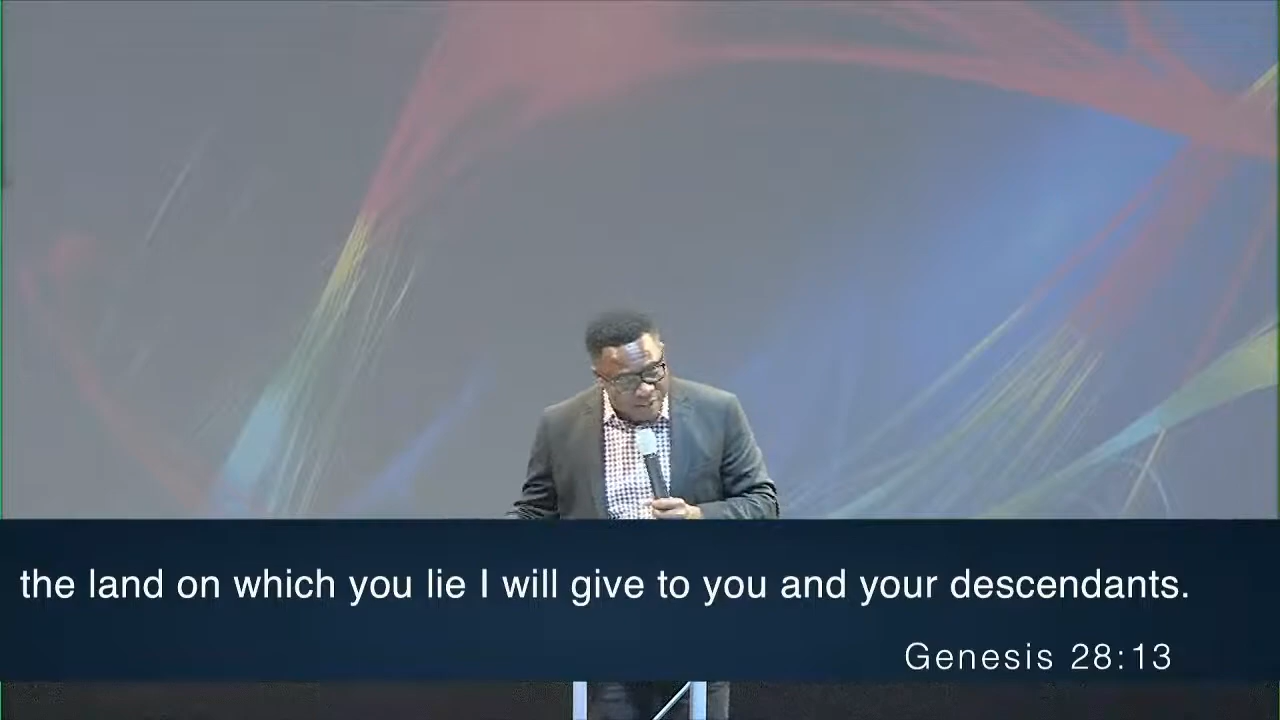 the land on which you lie I will give to you and your descendants.
Genesis 28:13